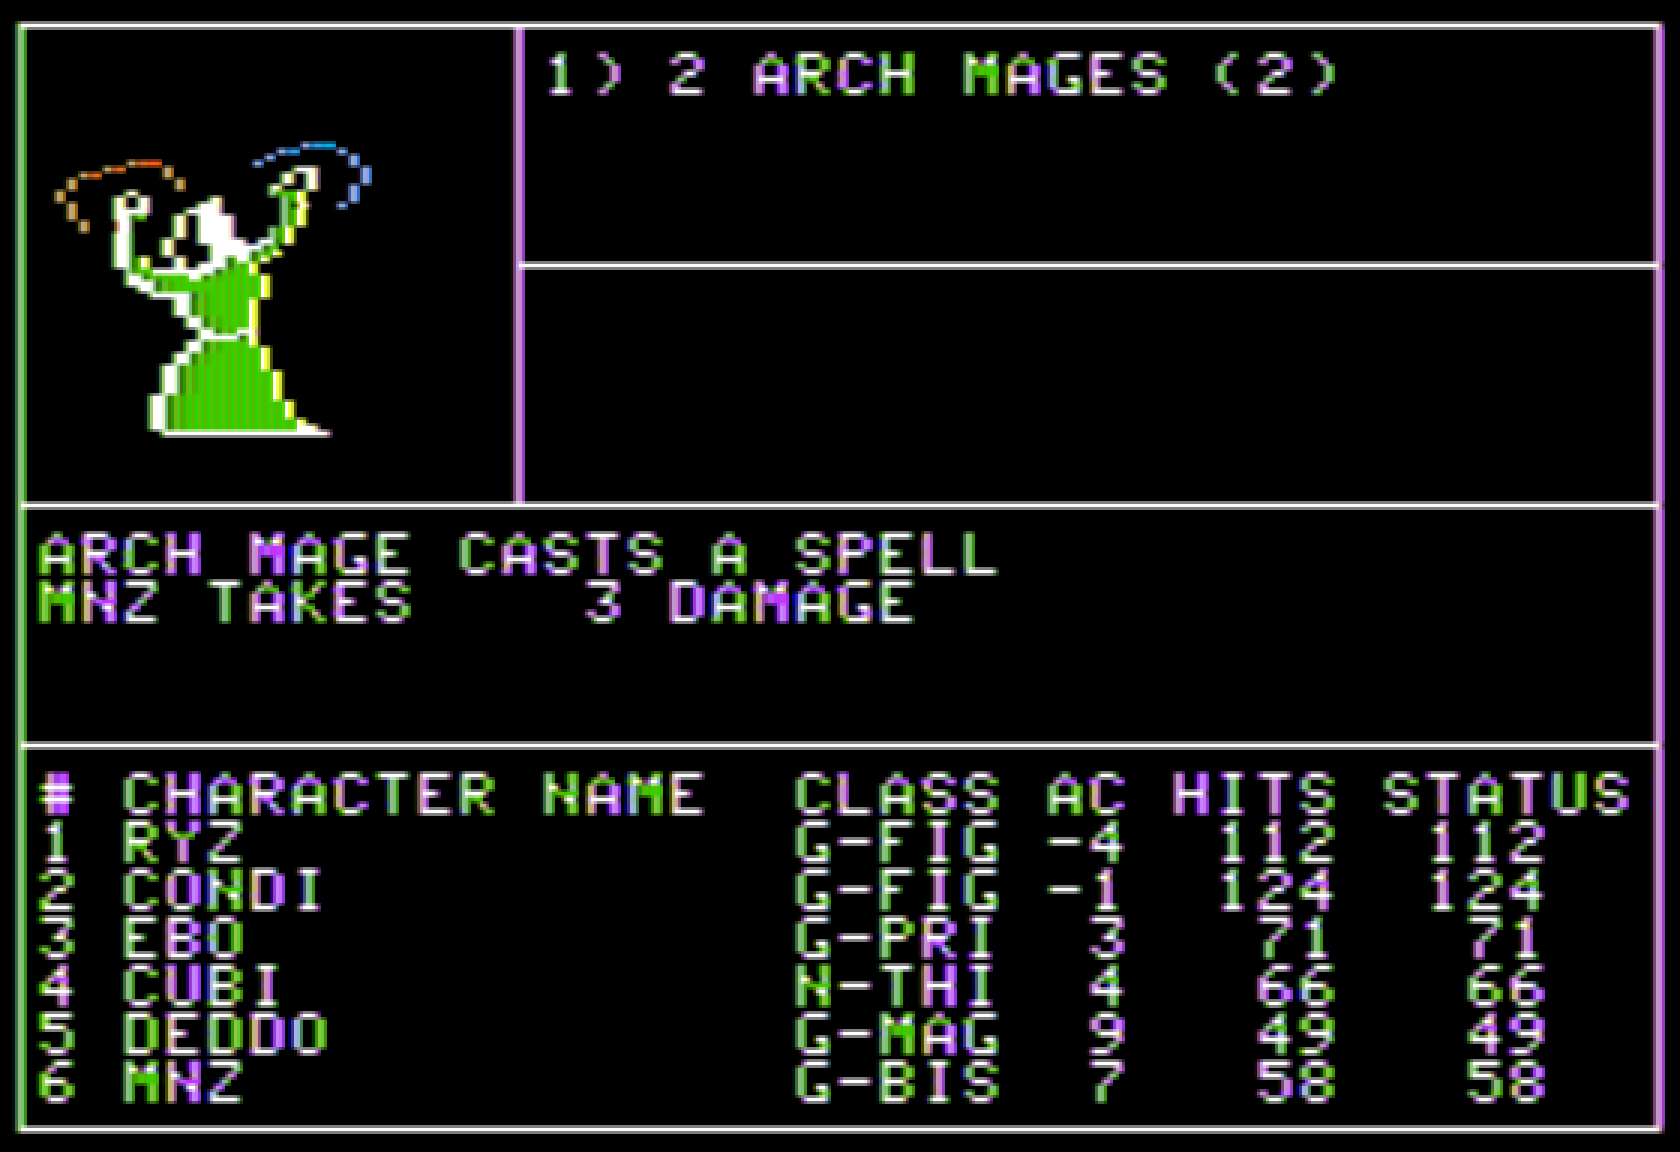 1) 2 ARCH MAGES (2)
ARCH MAGE CASTS A SPELL
MNZ TAKES 3 DAMAGE
# CHARACTER NAME CLASS AC HITS STATUS
1 RYZ G-FIG -4 112 112
2 CONDI G-FIG -1 124 124
3 EBO G-PRI 3 71 71
4 CUBI N-THI 4 66 66
5 DEDDO G-MAG 9 49 49
6 MNZ G-BIS 7 58 58